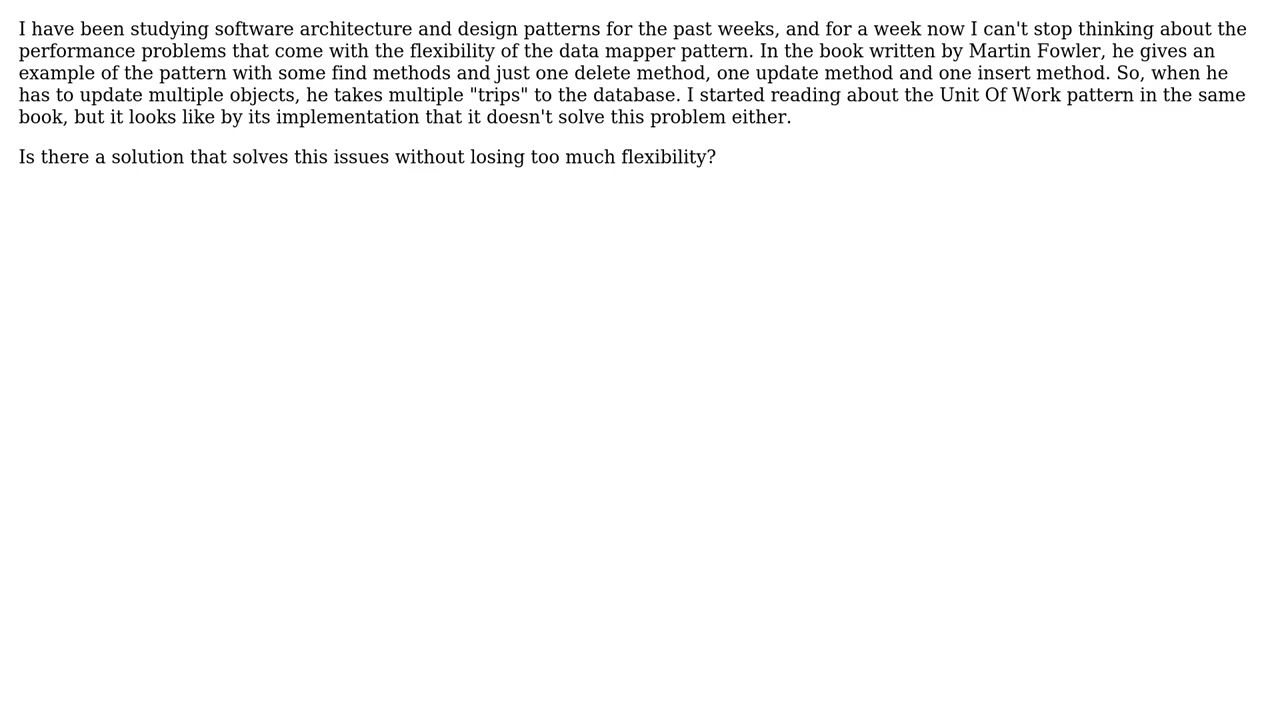 I have been studying software architecture and design patterns for the past weeks, and for a week now I can't stop thinking about the
performance problems that come with the flexibility of the data mapper pattern. In the book written by Martin Fowler, he gives an
example of the pattern with some find methods and just one delete method, one update method and one insert method. So, when he
has to update multiple objects, he takes multiple "trips" to the database. I started reading about the Unit Of Work pattern in the same
book, but it looks like by its implementation that it doesn't solve this problem either.
Is there a solution that solves this issues without losing too much flexibility?